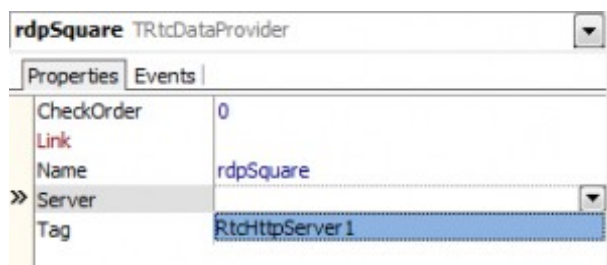 rdpSquare TRtcDataProvider
Properties Events
CheckOrder 0
Link
Name rdpSquare
» Server
Tag RtcHttpServer1